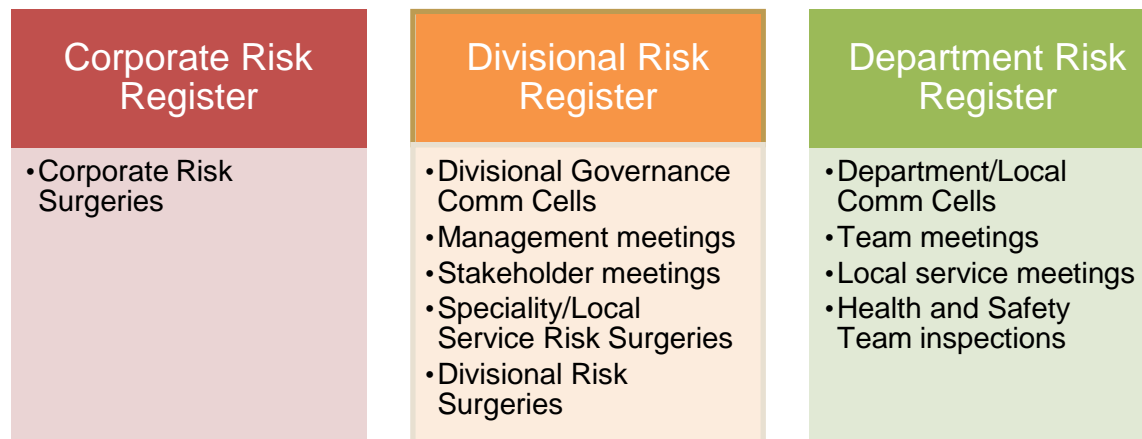 Corporate Risk
Register
•Corporate Risk
Surgeries
Divisional Risk
Register
•Divisional Governance
Comm Cells
•Management meetings
•Stakeholder meetings
•Speciality/Local
Service Risk Surgeries
•Divisional Risk
Surgeries
Department Risk
Register
•Department/Local
Comm Cells
•Team meetings
•Local service meetings
•Health and Safety
Team inspections